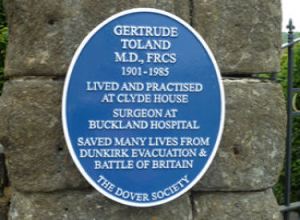 GERTRUDE
TOLAND
M.D., FRCS
1901-1985
LIVED AND PRACTISED
AT CLYDE HOUSE
SURGEON AT
BUCKLAND HOSPITAL
SAVED MANY LIVES FROM
DUNKIRK EVACUATION &
BATTLE OF BRITAIN
THE DOVER SOCIETY